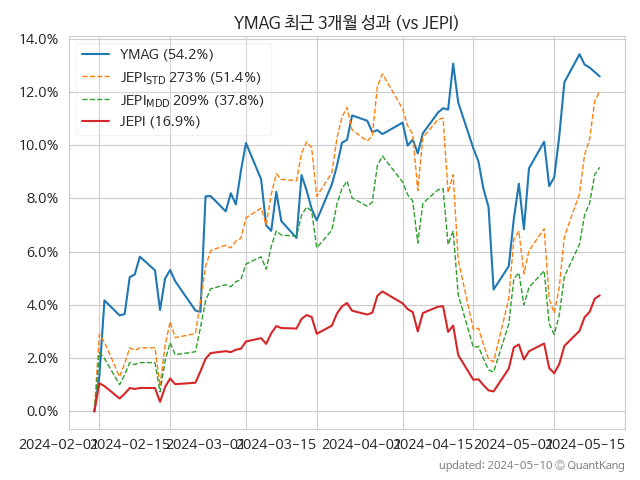 YMAG 최근 3개월 성과 (vs JEPI)
YMAG (54.2%)
JEPI_STD 273% (51.4%)
JEPI_MDD 209% (37.8%)
JEPI (16.9%)
14.0%
12.0%
10.0%
8.0%
6.0%
4.0%
2.0%
0.0%
2024-02-01 2024-02-15 2024-03-01 2024-03-15 2024-04-01 2024-04-15 2024-05-01 2024-05-15
updated: 2024-05-10 © QuantKang